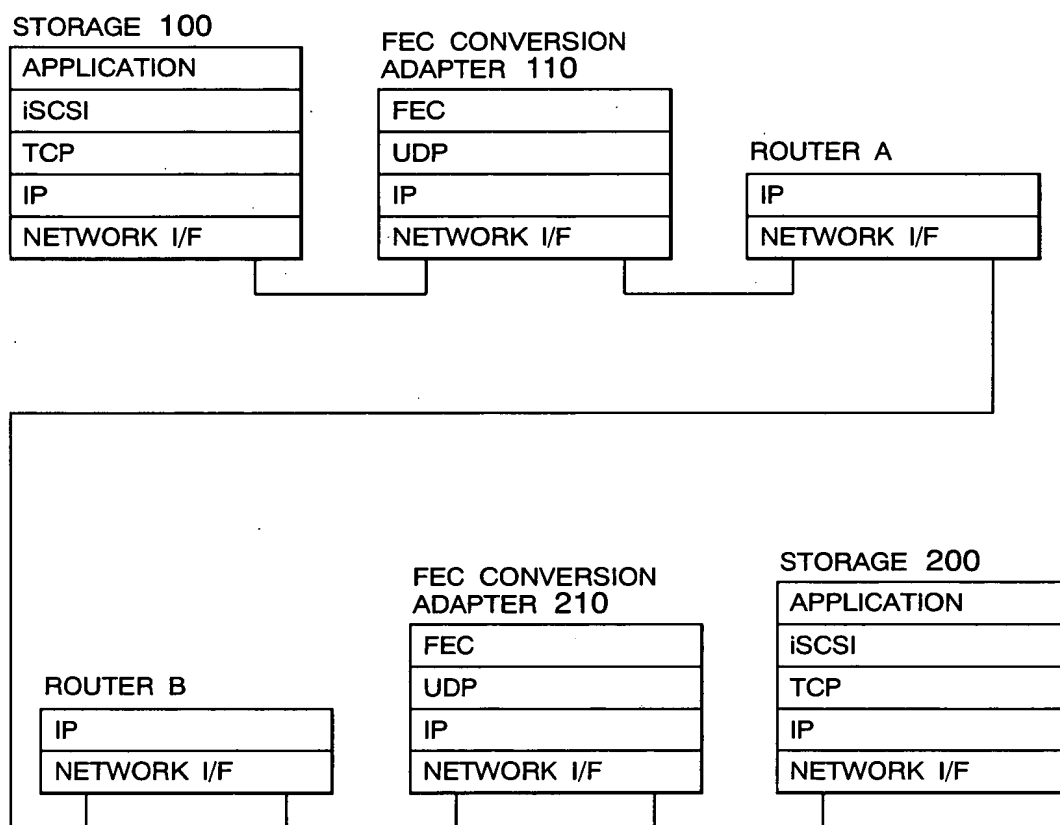 STORAGE 100
APPLICATION
iSCSI
TCP
IP
NETWORK I/F
FEC CONVERSION
ADAPTER 110
FEC
UDP
IP
NETWORK I/F
ROUTER A
IP
NETWORK I/F
ROUTER B
IP
NETWORK I/F
FEC CONVERSION
ADAPTER 210
FEC
UDP
IP
NETWORK I/F
STORAGE 200
APPLICATION
iSCSI
TCP
IP
NETWORK I/F